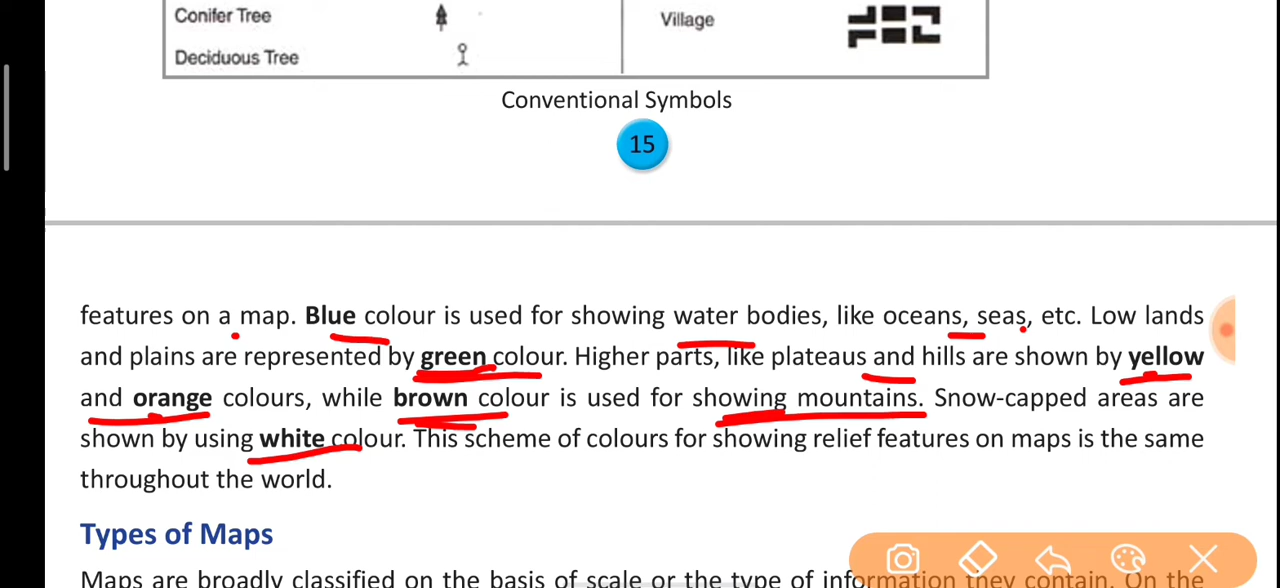 Conifer Tree
Village
Deciduous Tree
Conventional Symbols
15
features on a map. Blue colour is used for showing water bodies, like oceans, seas, etc. Low lands
and plains are represented by green colour. Higher parts, like plateaus and hills are shown by yellow
and orange colours, while brown colour is used for showing mountains. Snow-capped areas are
shown by using white colour. This scheme of colours for showing relief features on maps is the same
throughout the world.
Types of Maps
Maps are broadly classified on the basis of scale or the type of information they contain. On the